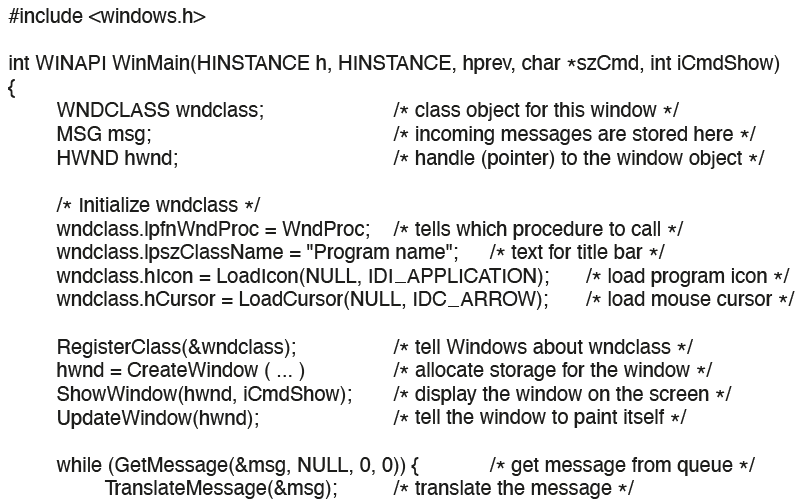 #include <windows.h>
int WINAPI WinMain(HINSTANCE h, HINSTANCE, hprev, char *szCmd, int iCmdShow)
{
WNDCLASS wndclass; /* class object for this window */
MSG msg; /* incoming messages are stored here */
HWND hwnd; /* handle (pointer) to the window object */
/* Initialize wndclass */
wndclass.lpfnWndProc = WndProc; /* tells which procedure to call */
wndclass.lpszClassName = "Program name"; /* text for title bar */
wndclass.hIcon = LoadIcon(NULL, IDI_APPLICATION); /* load program icon */
wndclass.hCursor = LoadCursor(NULL, IDC_ARROW); /* load mouse cursor */
RegisterClass(&wndclass); /* tell Windows about wndclass */
hwnd = CreateWindow ( ... ) /* allocate storage for the window */
ShowWindow(hwnd, iCmdShow); /* display the window on the screen */
UpdateWindow(hwnd); /* tell the window to paint itself */
while (GetMessage(&msg, NULL, 0, 0)) { /* get message from queue */
TranslateMessage(&msg); /* translate the message */